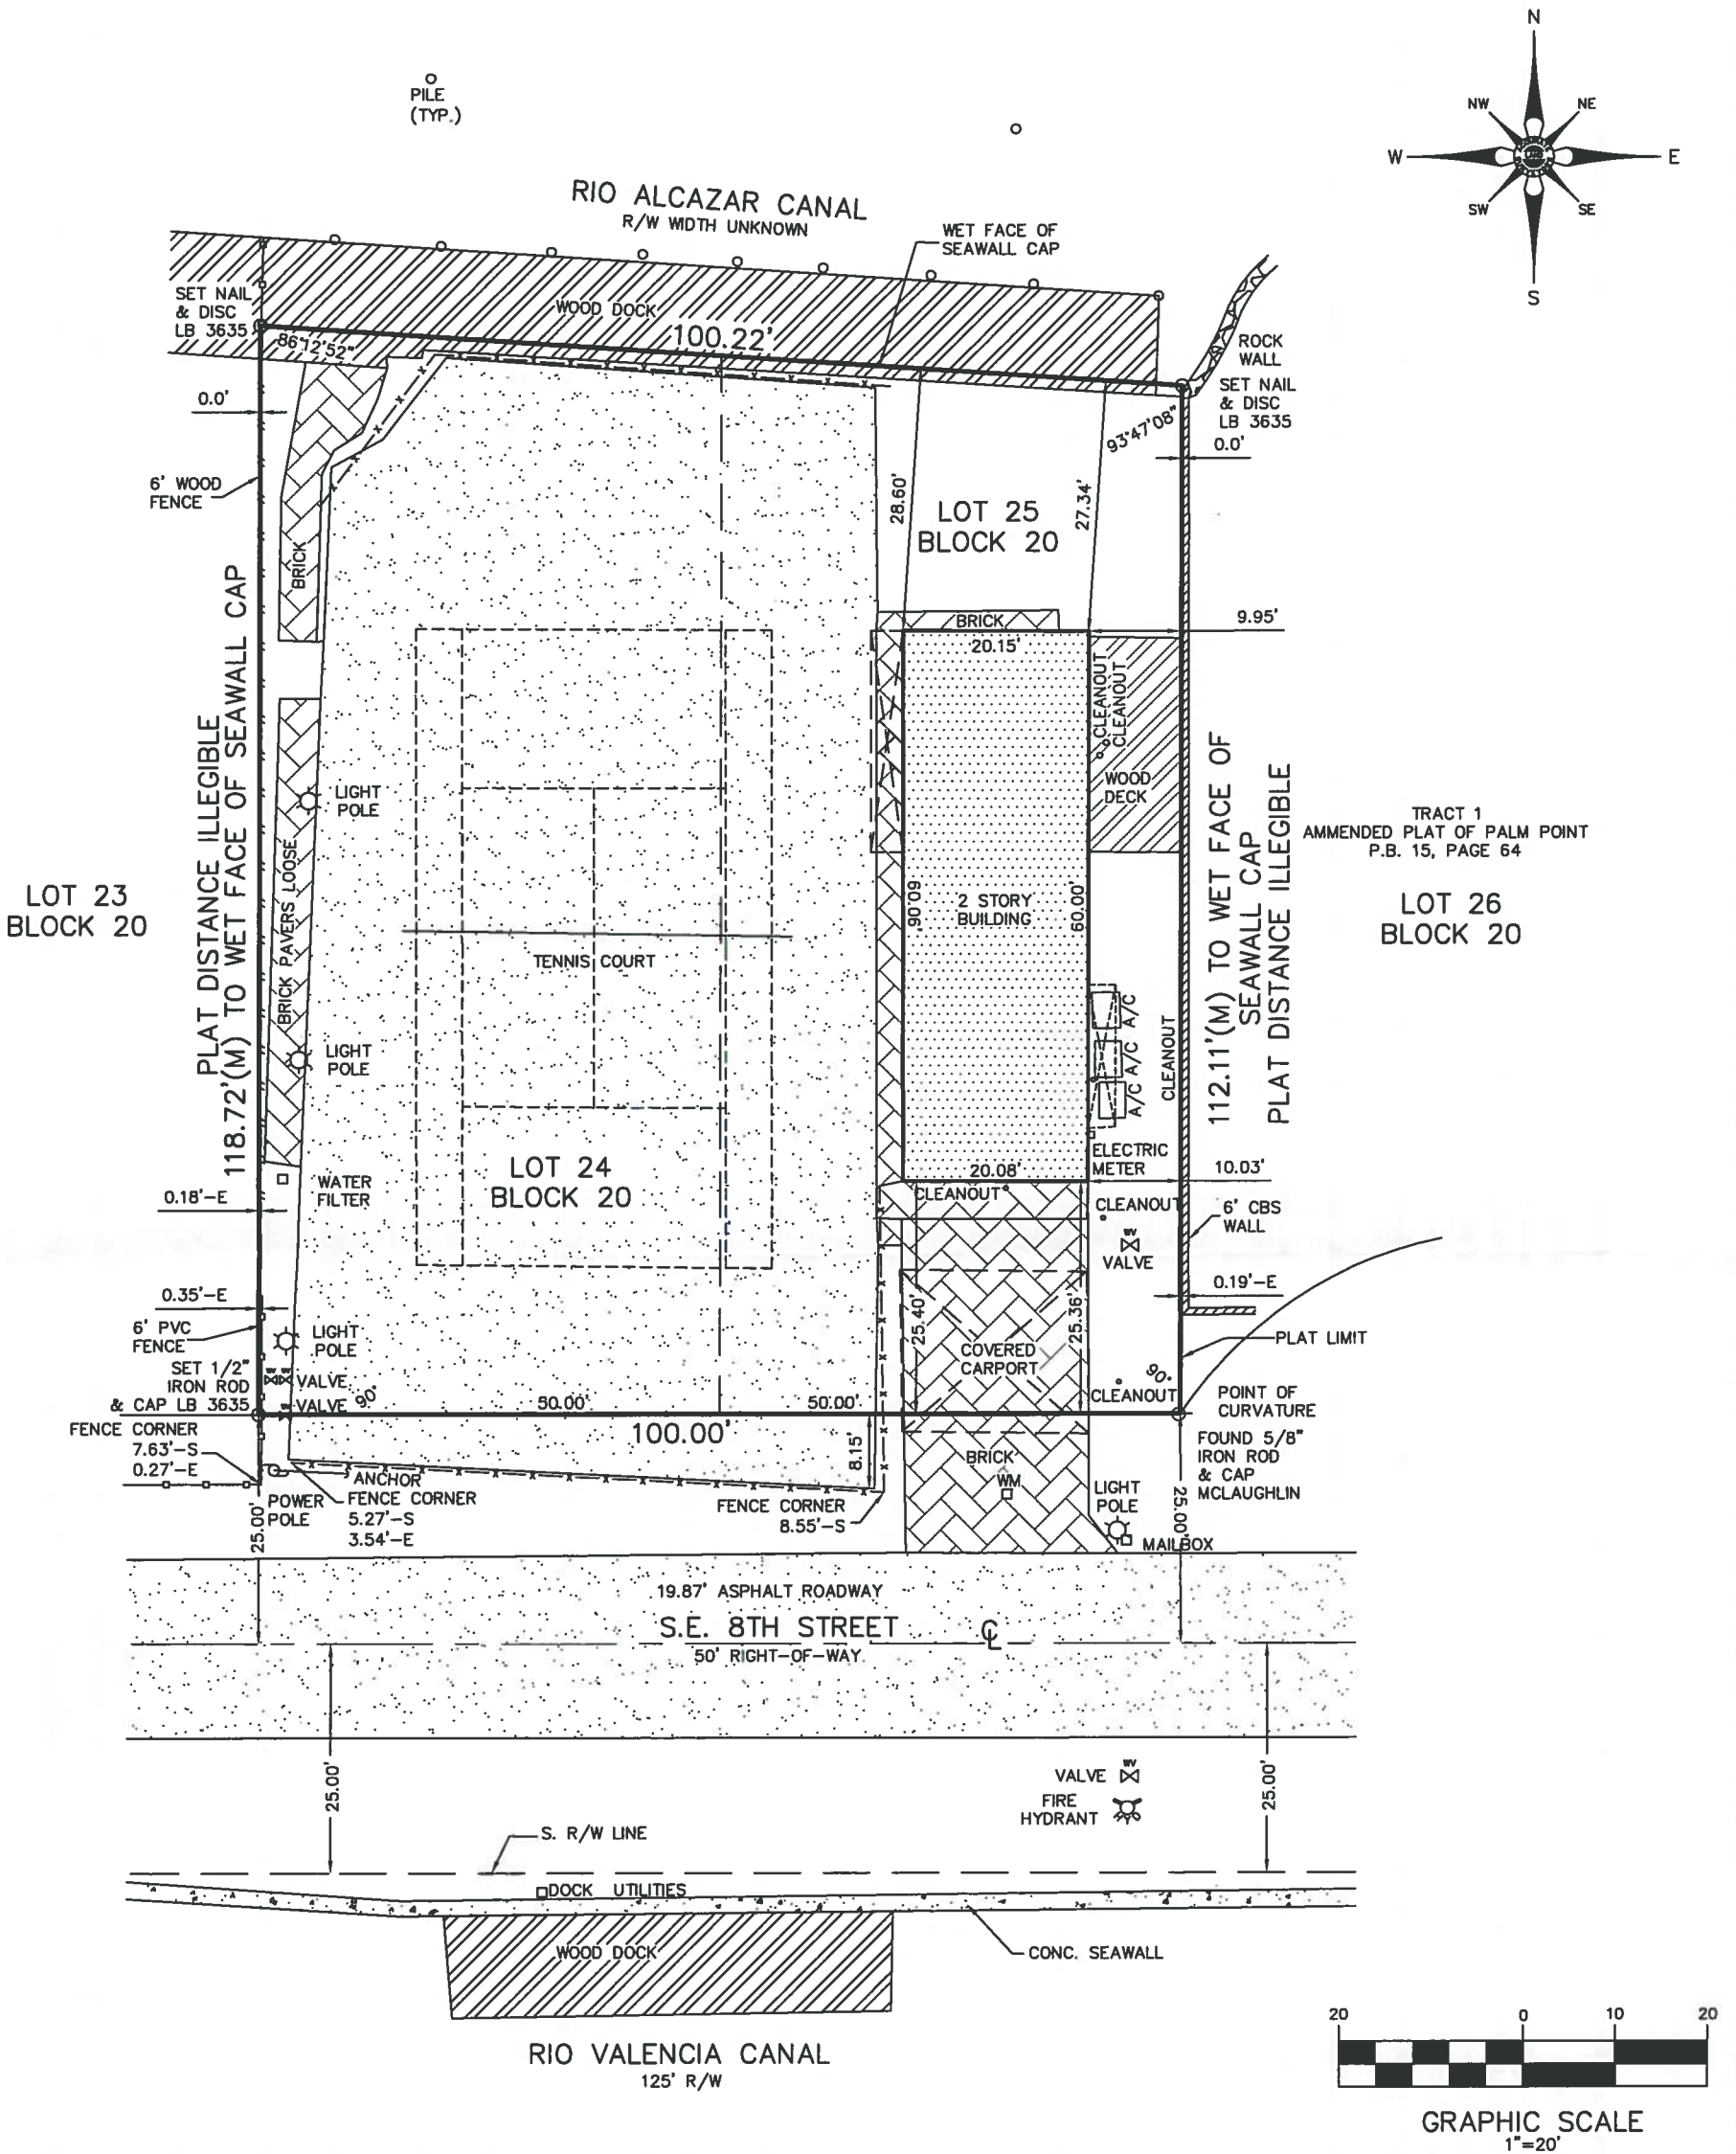 N
NW
NE
W
E
SW
SE
S
PILE
(TYP.)
RIO ALCAZAR CANAL
R/W WIDTH UNKNOWN
WET FACE OF
SEAWALL CAP
SET NAIL
& DISC
LB 3635
WOOD DOCK
100.22'
86°12'52"
ROCK
WALL
SET NAIL
& DISC
LB 3635
93°47'08"
0.0'
0.0'
6' WOOD
FENCE
BRICK
28.60'
27.34'
LOT 25
BLOCK 20
9.95'
BRICK
20.15'
CLEANOUT
CLEANOUT
WOOD
DECK
PLAT DISTANCE ILLEGIBLE
118.72'(M) TO WET FACE OF SEAWALL CAP
LIGHT
POLE
BRICK PAVERS LOOSE
LOT 23
BLOCK 20
TENNIS COURT
60.06'
2 STORY
BUILDING
60.00'
112.11'(M) TO WET FACE OF
SEAWALL CAP
PLAT DISTANCE ILLEGIBLE
TRACT 1
AMMENDED PLAT OF PALM POINT
P.B. 15, PAGE 64
LOT 26
BLOCK 20
LIGHT
POLE
A/C
A/C
A/C
CLEANOUT
ELECTRIC
METER
LOT 24
BLOCK 20
WATER
FILTER
20.08'
10.03'
0.18'-E
CLEANOUT
CLEANOUT
WV
VALVE
6' CBS
WALL
0.35'-E
0.19'-E
6' PVC
FENCE
LIGHT
POLE
25.40'
25.36'
COVERED
CARPORT
PLAT LIMIT
SET 1/2"
IRON ROD
& CAP LB 3635
WV
VALVE
WV
VALVE
90°
50.00'
50.00'
CLEANOUT
90°
POINT OF
CURVATURE
100.00'
FENCE CORNER
7.63'-S
0.27'-E
8.15'
BRICK
WM
FOUND 5/8"
IRON ROD
& CAP
MCLAUGHLIN
ANCHOR
FENCE CORNER
5.27'-S
3.54'-E
POWER
POLE
FENCE CORNER
8.55'-S
LIGHT
POLE
25.00'
25.00'
MAILBOX
19.87' ASPHALT ROADWAY
S.E. 8TH STREET
CL
50' RIGHT-OF-WAY
25.00'
25.00'
WV
VALVE
FIRE
HYDRANT
S. R/W LINE
DOCK UTILITIES
WOOD DOCK
CONC. SEAWALL
RIO VALENCIA CANAL
125' R/W
20
0
10
20
GRAPHIC SCALE
1"=20'